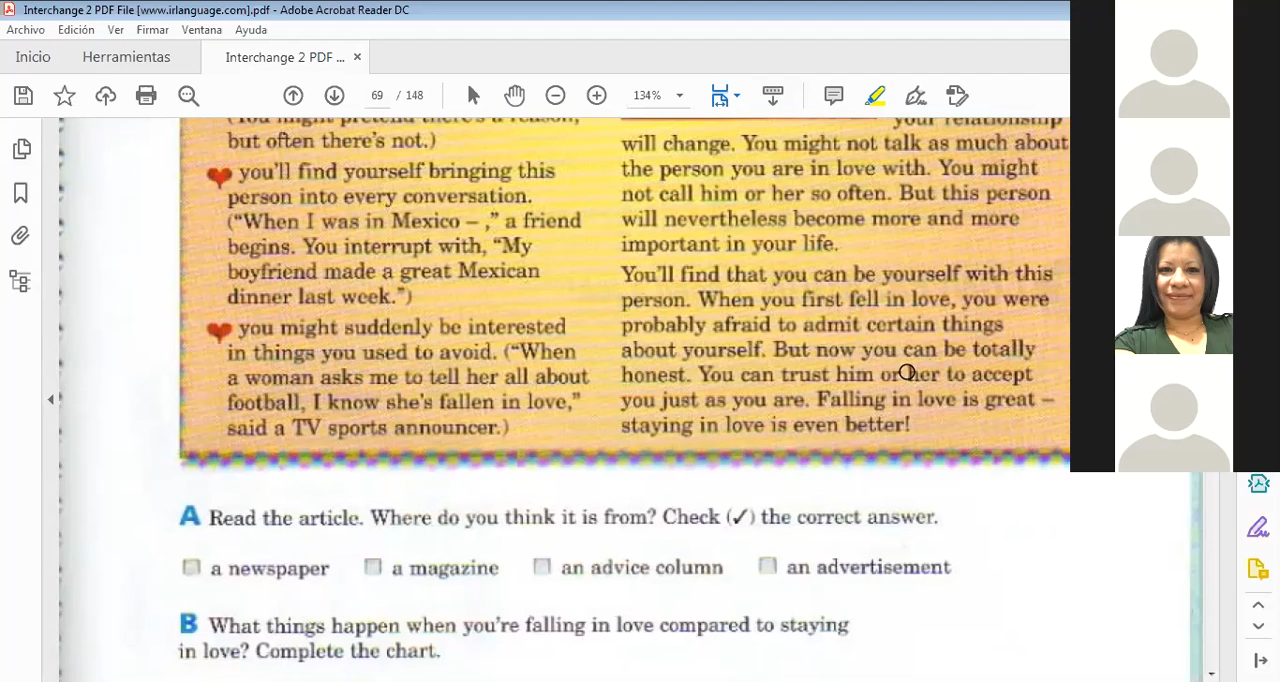 Interchange 2 PDF File [www.irlanguage.com].pdf - Adobe Acrobat Reader DC
Archivo Edición Ver Firmar Ventana Ayuda
Inicio Herramientas Interchange 2 PDF ... ×
69 / 148 134%
(You might pretend there's a reason,
but often there's not.)
you'll find yourself bringing this
person into every conversation.
("When I was in Mexico – ," a friend
begins. You interrupt with, "My
boyfriend made a great Mexican
dinner last week.")
you might suddenly be interested
in things you used to avoid. ("When
a woman asks me to tell her all about
football, I know she's fallen in love,"
said a TV sports announcer.)
your relationship
will change. You might not talk as much about
the person you are in love with. You might
not call him or her so often. But this person
will nevertheless become more and more
important in your life.
You'll find that you can be yourself with this
person. When you first fell in love, you were
probably afraid to admit certain things
about yourself. But now you can be totally
honest. You can trust him or her to accept
you just as you are. Falling in love is great –
staying in love is even better!
A Read the article. Where do you think it is from? Check (✓) the correct answer.
a newspaper a magazine an advice column an advertisement
B What things happen when you're falling in love compared to staying
in love? Complete the chart.